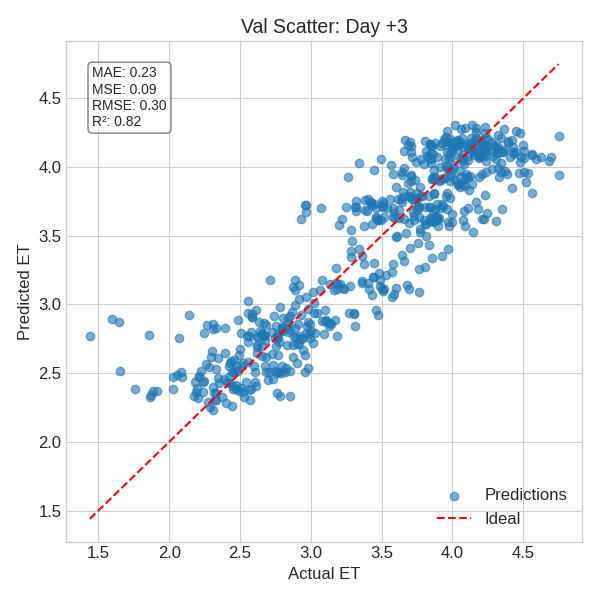 Val Scatter: Day +3
MAE: 0.23
MSE: 0.09
RMSE: 0.30
R²: 0.82
Predicted ET
4.5
4.0
3.5
3.0
2.5
2.0
1.5
Predictions
Ideal
1.5 2.0 2.5 3.0 3.5 4.0 4.5
Actual ET